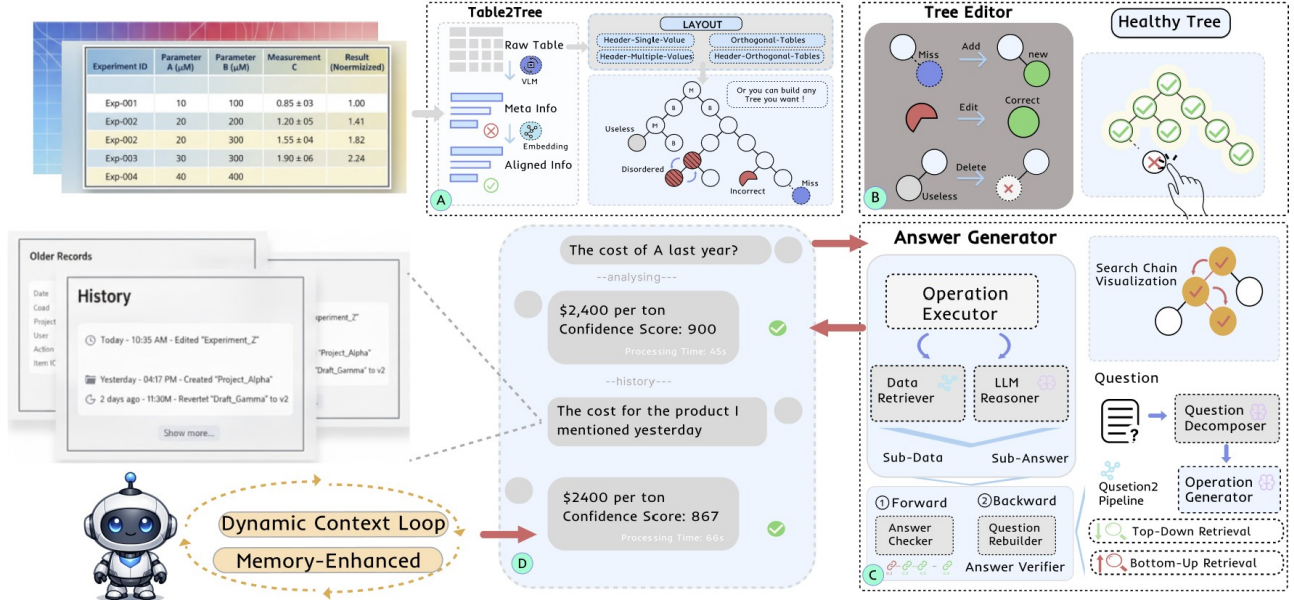 Experiment ID
Parameter A (μM)
Parameter B (μM)
Measurement C
Result (Noermizized)
Exp-001 10 100 0.85 ± 03 1.00
Exp-002 20 200 1.20 ± 05 1.41
Exp-002 20 300 1.55 ± 04 1.82
Exp-003 30 300 1.90 ± 06 2.24
Exp-004 40 400
Table2Tree
Raw Table
VLM
Meta Info
Embedding
Aligned Info
A
LAYOUT
Header-Single-Value
Orthogonal-Tables
Header-Multiple-Values
Header-Orthogonal-Tables
Or you can build any
Tree you want !
M
B
B
M
B
B
Useless
Disordered
Incorrect
Miss
Tree Editor
Miss
Add
new
Edit
Correct
Delete
Useless
B
Healthy Tree
Older Records
Date
Project
User
Action
History
Today - 10:35 AM - Edited "Experiment_Z"
Yesterday - 04:17 PM - Created "Project_Alpha"
2 days ago - 11:30M - Revertet "Draft_Gamma" to v2
Show more...
xperiment_Z"
"Project_Alpha"
"Draft_Gamma" to v2
Dynamic Context Loop
Memory-Enhanced
The cost of A last year?
--analysing---
$2,400 per ton
Confidence Score: 900
Processing Time: 45s
---history---
The cost for the product I
mentioned yesterday
$2400 per ton
Confidence Score: 867
Processing Time: 66s
D
Answer Generator
Operation
Executor
Data
Retriever
LLM
Reasoner
Sub-Data
Sub-Answer
1 Forward
2 Backward
Answer
Checker
Question
Rebuilder
Answer Verifier
C
Search Chain
Visualization
Question
?
Question
Decomposer
Qusetion2
Pipeline
Operation
Generator
Top-Down Retrieval
Bottom-Up Retrieval